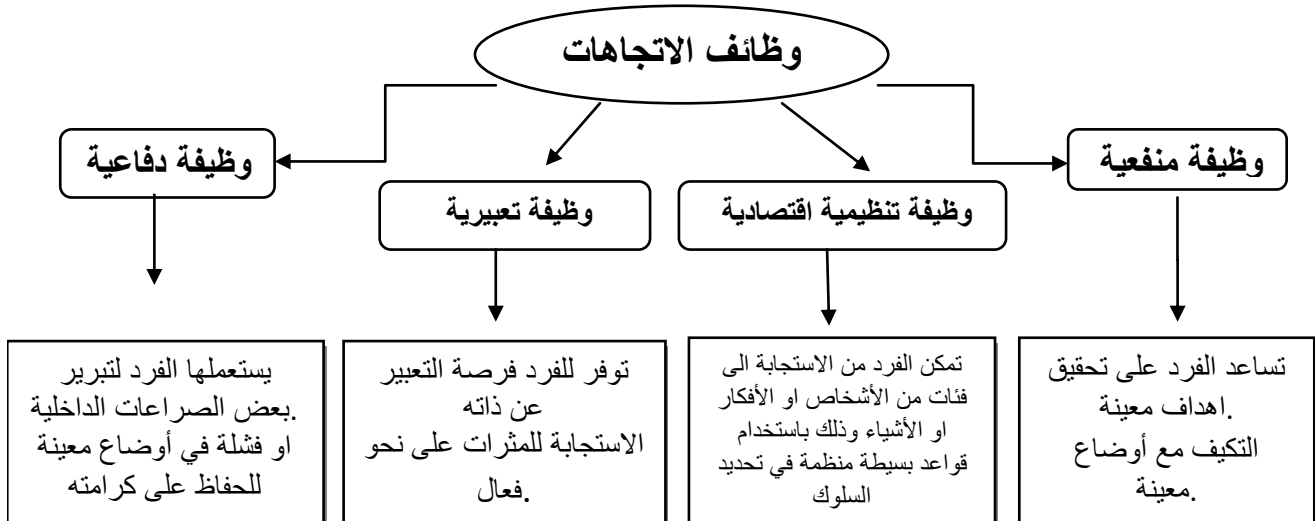 وظائف الاتجاهات
وظيفة منفعية
وظيفة تنظيمية اقتصادية
وظيفة تعبيرية
وظيفة دفاعية
تساعد الفرد على تحقيق
اهداف معينة.
التكيف مع أوضاع
معينة.
تمكن الفرد من الاستجابة الى
فئات من الأشخاص او الأفكار
او الأشياء وذلك باستخدام
قواعد بسيطة منظمة في تحديد
السلوك
توفر للفرد فرصة التعبير
عن ذاته
الاستجابة للمثرات على نحو
فعال.
يستعملها الفرد لتبرير
بعض الصراعات الداخلية.
او فشلة في أوضاع معينة
للحفاظ على كرامته